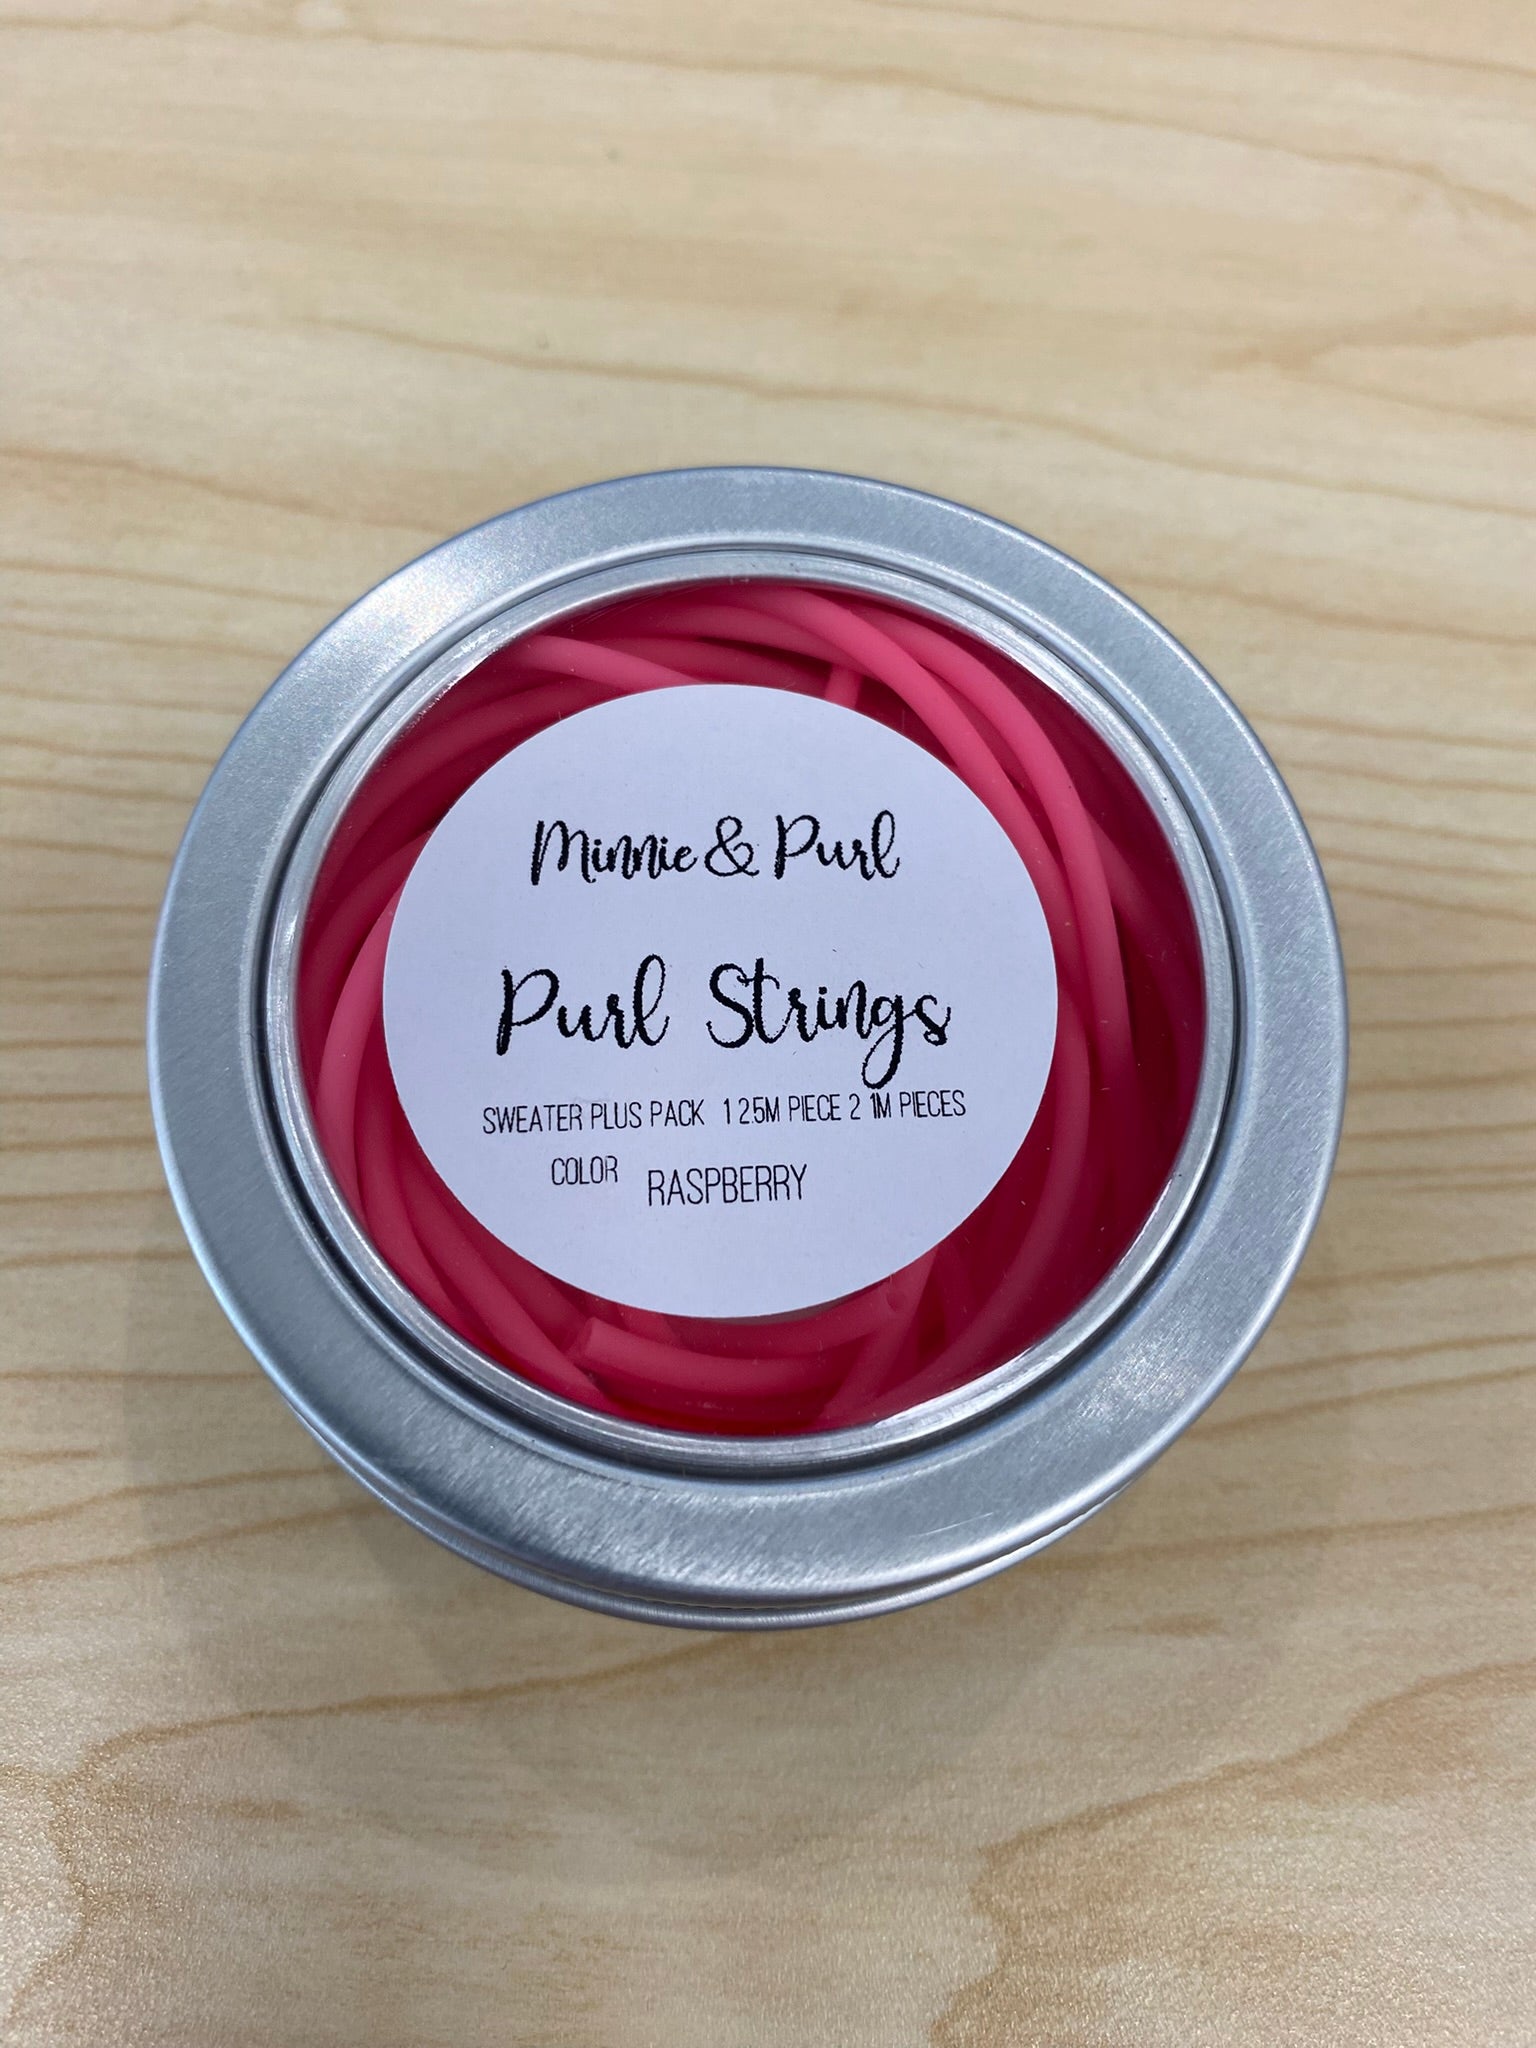 Minnie & Purl
Purl Strings
SWEATER PLUS PACK 1 2.5M PIECE 2 1M PIECES
COLOR RASPBERRY